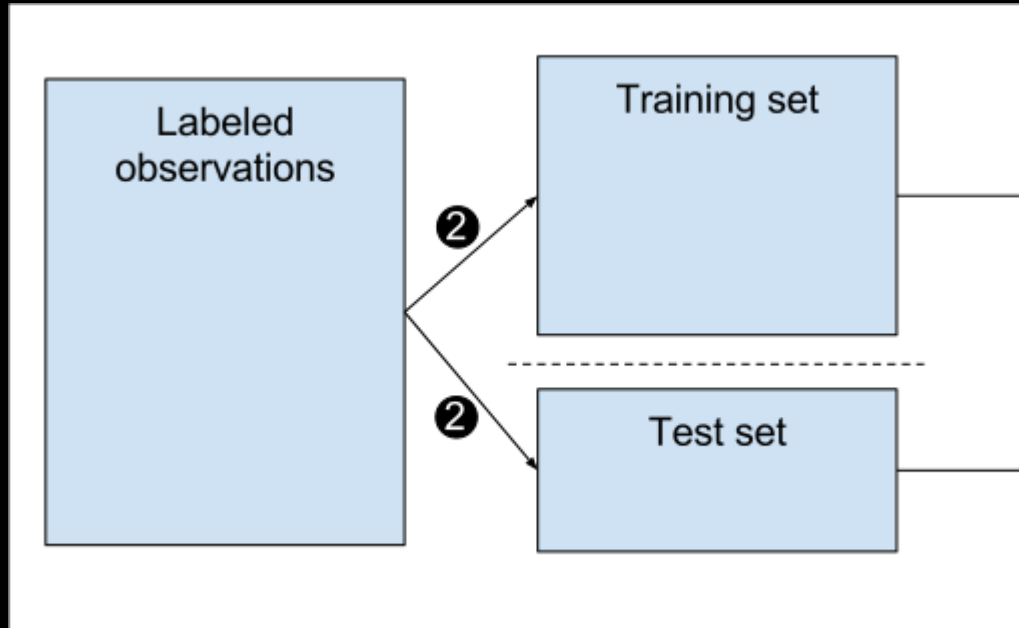 Labeled
observations
2
2
Training set
Test set